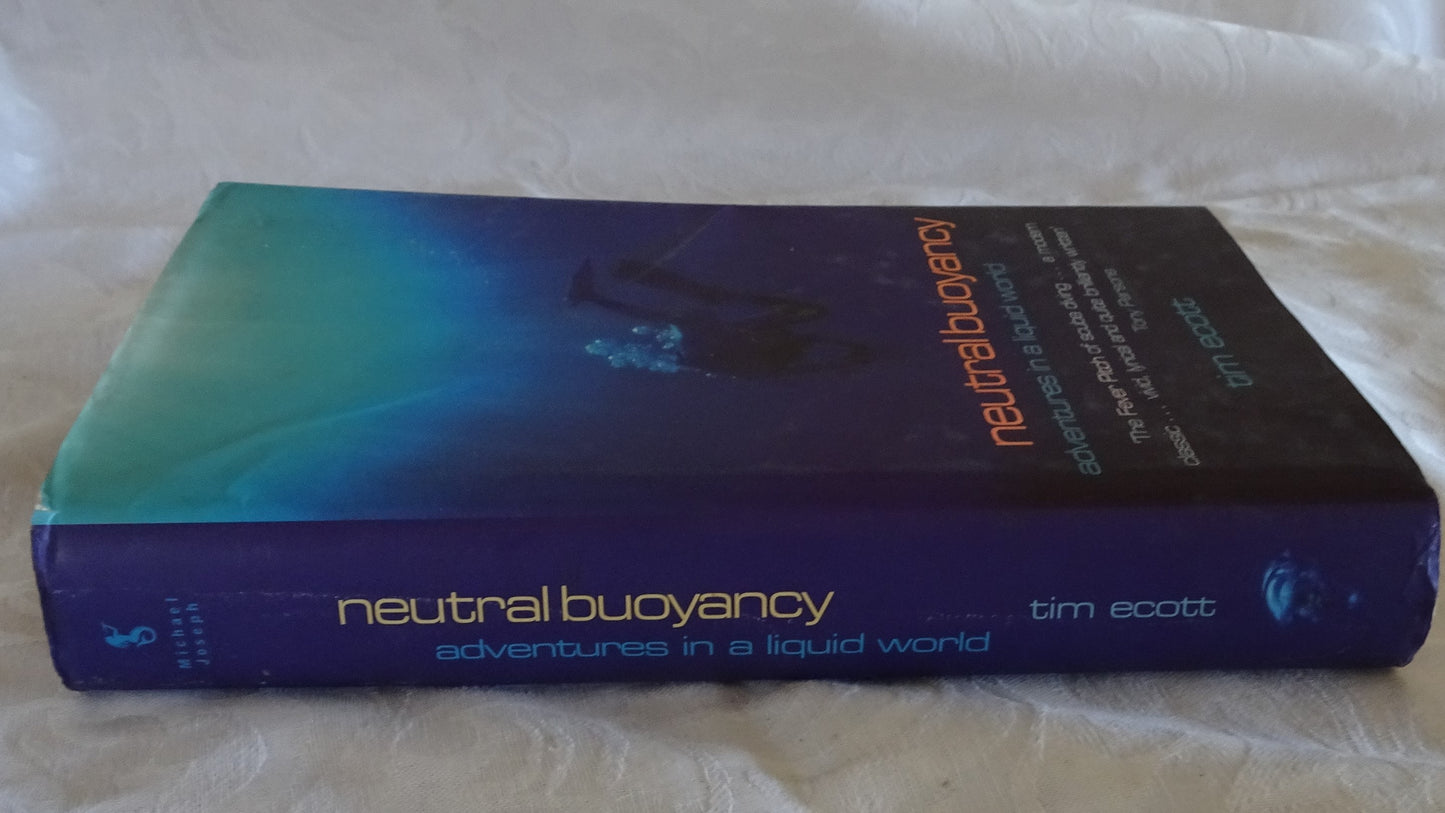 neutral buoyancy
adventures in a liquid world
'The Fever Pitch of scuba diving ... a modern
classic ... vivid, lyrical and quite brilliantly written'
Tony Parsons
tim ecott
Michael
Joseph
neutral buoyancy
adventures in a liquid world
tim ecott